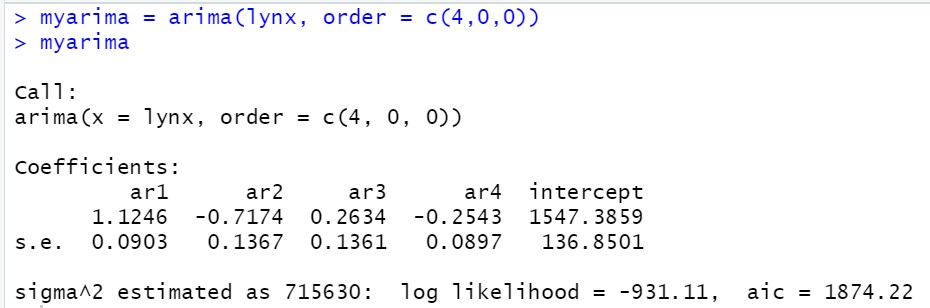 > myarima = arima(lynx, order = c(4,0,0))
> myarima
Call:
arima(x = lynx, order = c(4, 0, 0))
Coefficients:
ar1 ar2 ar3 ar4 intercept
1.1246 -0.7174 0.2634 -0.2543 1547.3859
s.e. 0.0903 0.1367 0.1361 0.0897 136.8501
sigma^2 estimated as 715630: log likelihood = -931.11, aic = 1874.22